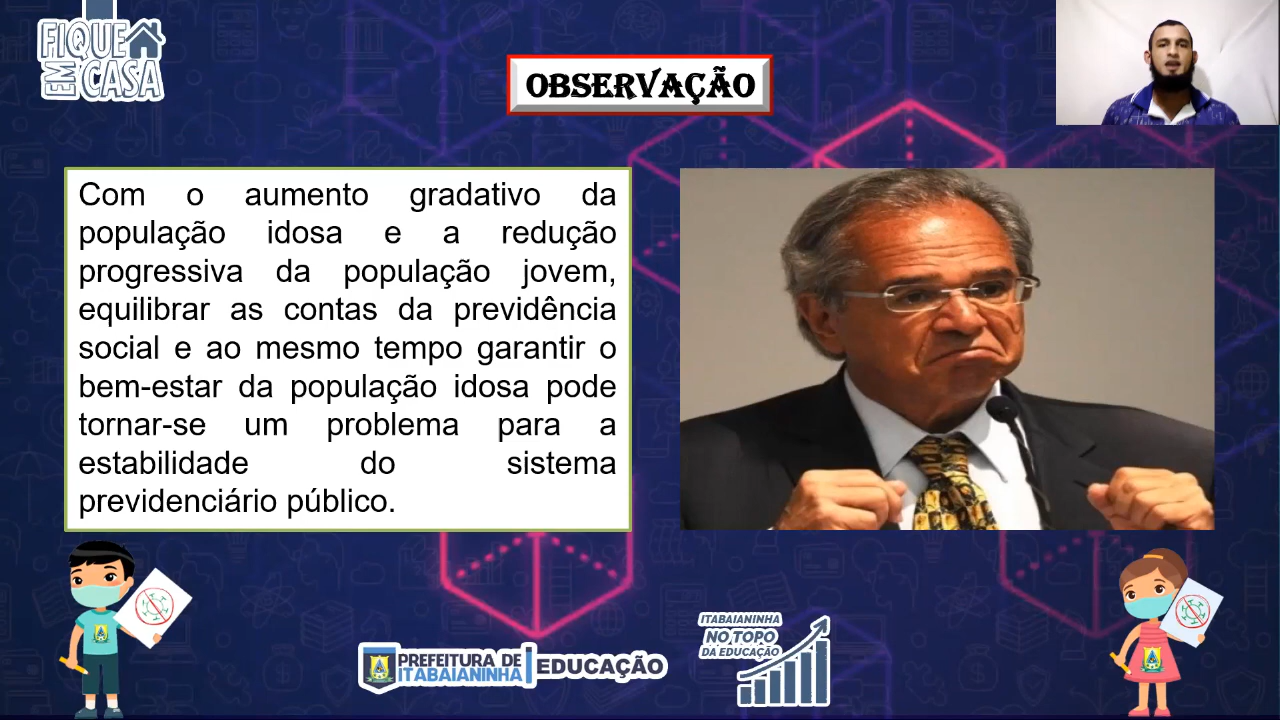 FIQUE
EM CASA
OBSERVAÇÃO
Com o aumento gradativo da
população idosa e a redução
progressiva da população jovem,
equilibrar as contas da previdência
social e ao mesmo tempo garantir o
bem-estar da população idosa pode
tornar-se um problema para a
estabilidade do sistema
previdenciário público.
PREFEITURA DE
ITABAIANINHA
EDUCAÇÃO
ITABAIANINHA
NO TOPO
DA EDUCAÇÃO